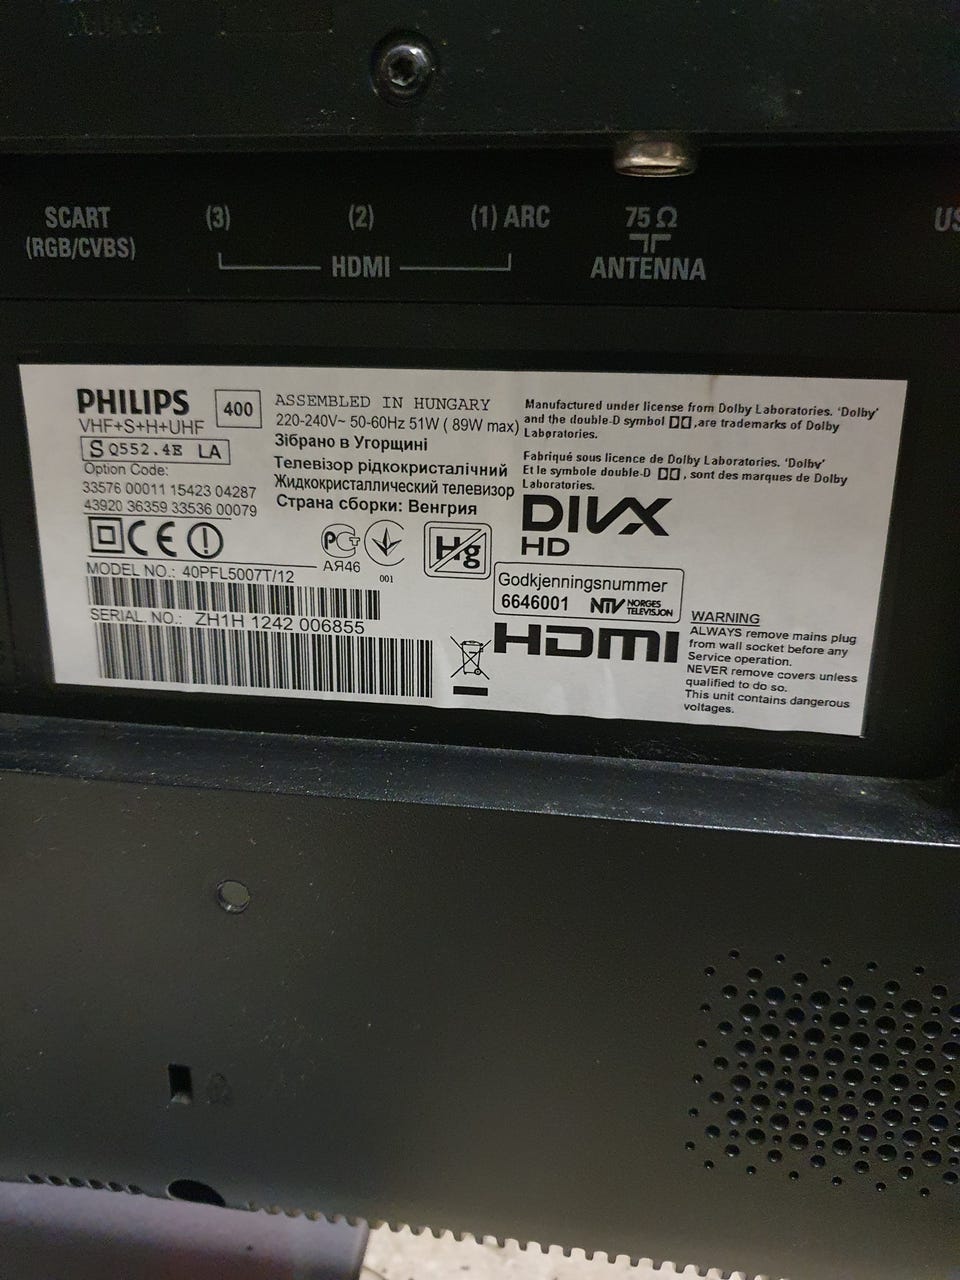 SCART
(RGB/CVBS)
(3)
(2)
(1) ARC
HDMI
75 Ω
ANTENNA
PHILIPS
400
VHF+S+H+UHF
S Q552.4E LA
Option Code:
33576 00011 15423 04287
43920 36359 33536 00079
CE
MODEL NO.: 40PFL5007T/12
SERIAL. NO.: ZH1H 1242 006855
ASSEMBLED IN HUNGARY
220-240V~ 50-60Hz 51W ( 89W max)
Зібрано в Угорщині
Телевізор рідкокристалічний
Жидкокристаллический телевизор
Страна сборки: Венгрия
РСТ
АЯ46
001
Hg
Manufactured under license from Dolby Laboratories. 'Dolby'
and the double-D symbol ,are trademarks of Dolby
Laboratories.
Fabriqué sous licence de Dolby Laboratories. 'Dolby'
Et le symbole double-D , sont des marques de Dolby
Laboratories.
DIVX
HD
Godkjenningsnummer
6646001 NTV NORGES
TELEVISJON
HDMI
WARNING
ALWAYS remove mains plug
from wall socket before any
Service operation.
NEVER remove covers unless
qualified to do so.
This unit contains dangerous
voltages.